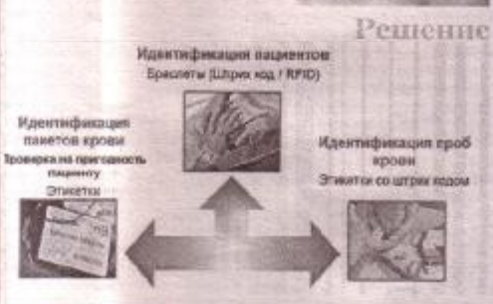 Решение
Идентификация пациентов
Браслеты (Штрих код / RFID)
Идентификация
пакетов крови
Проверка на пригодность
пациенту
Этикетки
Идентификация проб
крови
Этикетки со штрих кодом